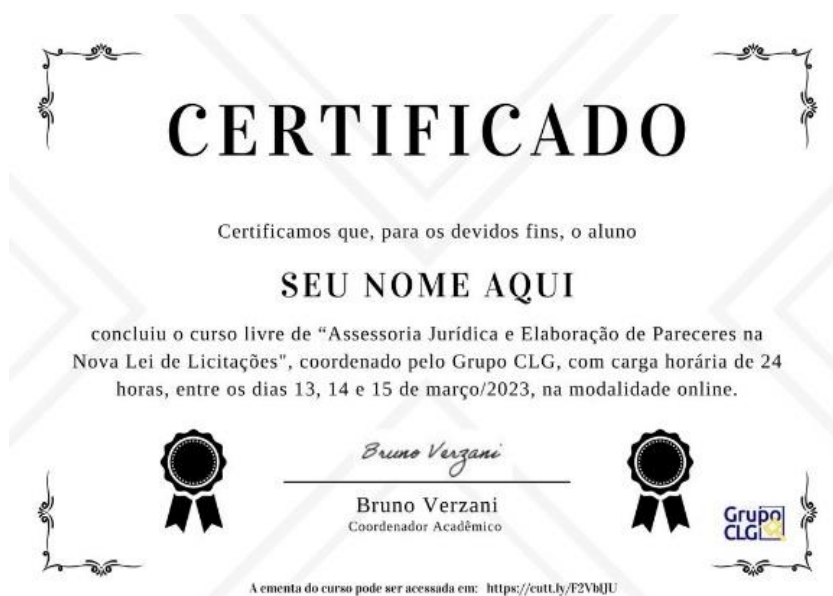 CERTIFICADO
Certificamos que, para os devidos fins, o aluno
SEU NOME AQUI
concluiu o curso livre de “Assessoria Jurídica e Elaboração de Pareceres na
Nova Lei de Licitações", coordenado pelo Grupo CLG, com carga horária de 24
horas, entre os dias 13, 14 e 15 de março/2023, na modalidade online.
Bruno Verzani
Bruno Verzani
Coordenador Acadêmico
Grupo
CLG
A ementa do curso pode ser acessada em: https://cutt.ly/